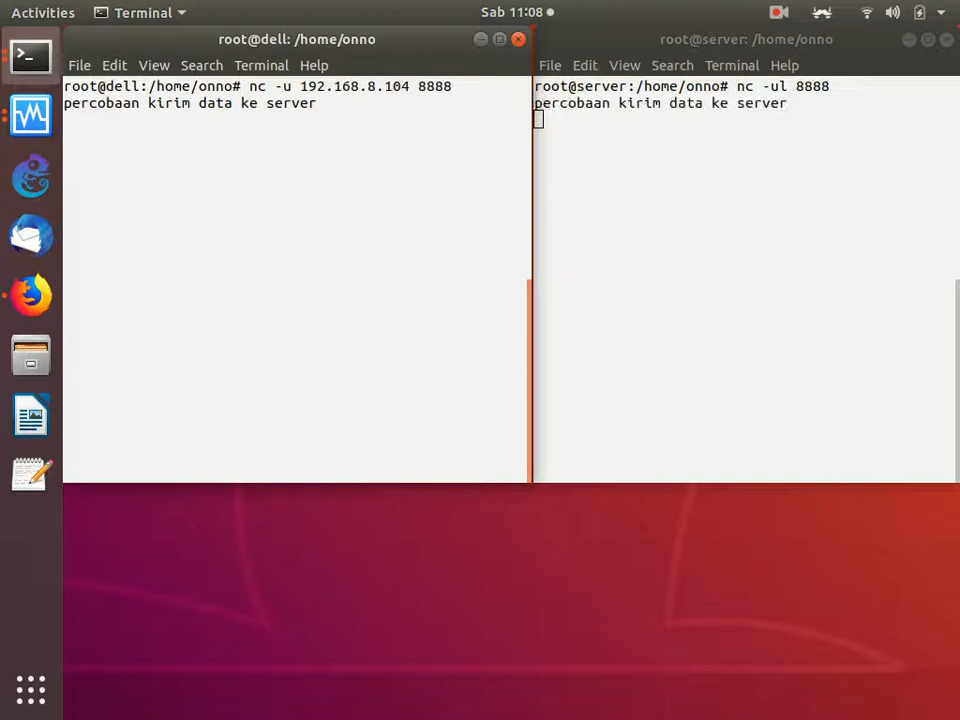 Activities Terminal Sab 11:08
root@dell: /home/onno
File Edit View Search Terminal Help
root@dell:/home/onno# nc -u 192.168.8.104 8888
percobaan kirim data ke server
root@server: /home/onno
File Edit View Search Terminal Help
root@server:/home/onno# nc -ul 8888
percobaan kirim data ke server